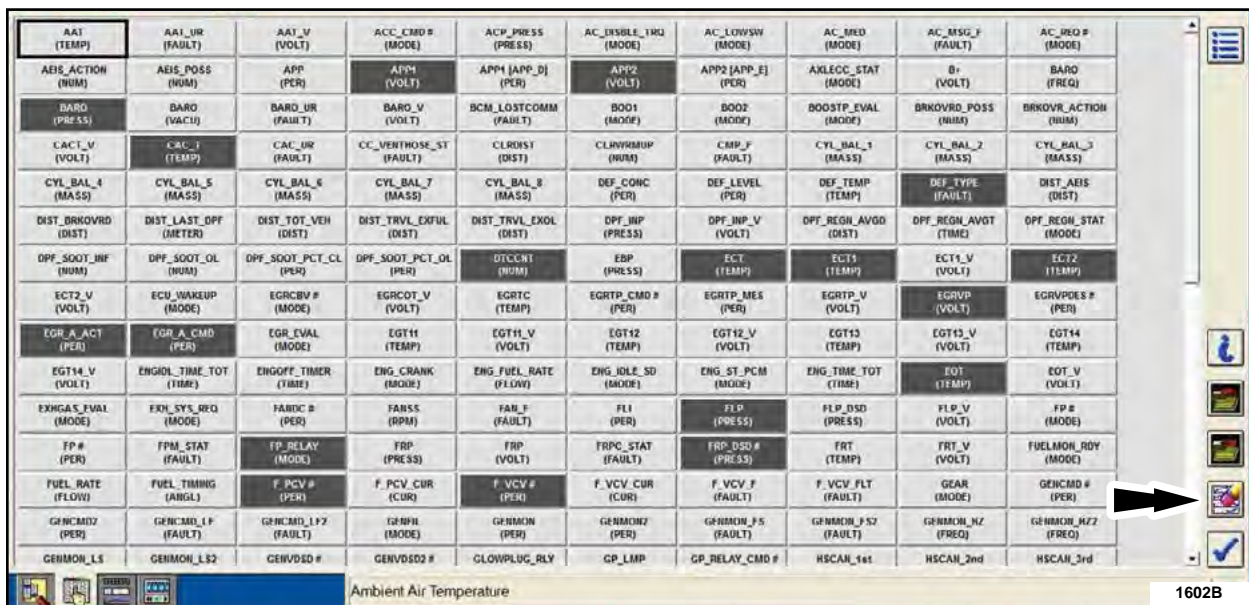 AAT AAT_UR AAT_V ACC_CMD # ACP_PRESS AC_DISBLE_TRQ AC_LOWSW AC_MED AC_MSG_F AC_REQ #
(TEMP) (FAULT) (VOLT) (MODE) (PRESS) (MODE) (MODE) (MODE) (FAULT) (MODE)
AEIS_ACTION AEIS_POSS APP APP1 APP1 [APP_D] APP2 APP2 [APP_E] AXLECC_STAT B+ BARO
(NUM) (NUM) (PER) (VOLT) (PER) (VOLT) (PER) (MODE) (VOLT) (FREQ)
BARO BARO BARO_UR BARO_V BCM_LOSTCOMM BOO1 BOO2 BOOSTP_EVAL BRKOVRD_POSS BRKOVR_ACTION
(PRESS) (VACU) (FAULT) (VOLT) (FAULT) (MODE) (MODE) (MODE) (NUM) (NUM)
CACT_V CAC_T CAC_UR CC_VENTHOSE_ST CLRDIST CLRWRMUP CMP_F CYL_BAL_1 CYL_BAL_2 CYL_BAL_3
(VOLT) (TEMP) (FAULT) (FAULT) (DIST) (NUM) (FAULT) (MASS) (MASS) (MASS)
CYL_BAL_4 CYL_BAL_5 CYL_BAL_6 CYL_BAL_7 CYL_BAL_8 DEF_CONC DEF_LEVEL DEF_TEMP DEF_TYPE DIST_AEIS
(MASS) (MASS) (MASS) (MASS) (MASS) (PER) (PER) (TEMP) (FAULT) (DIST)
DIST_BRKOVRD DIST_LAST_DPF DIST_TOT_VEH DIST_TRVL_EXFUL DIST_TRVL_EXOL DPF_INP DPF_INP_V DPF_REGN_AVGD DPF_REGN_AVGT DPF_REGN_STAT
(DIST) (METER) (DIST) (DIST) (DIST) (PRESS) (VOLT) (DIST) (TIME) (MODE)
DPF_SOOT_INF DPF_SOOT_OL DPF_SOOT_PCT_CL DPF_SOOT_PCT_OL DTCCNT EBP ECT ECT1 ECT1_V ECT2
(NUM) (NUM) (PER) (PER) (NUM) (PRESS) (TEMP) (TEMP) (VOLT) (TEMP)
ECT2_V ECU_WAKEUP EGRCBV # EGRCOT_V EGRTC EGRTP_CMD # EGRTP_MES EGRTP_V EGRVP EGRVPDES #
(VOLT) (MODE) (MODE) (VOLT) (TEMP) (PER) (PER) (VOLT) (VOLT) (PER)
EGR_A_ACT EGR_A_CMD EGR_EVAL EGT11 EGT11_V EGT12 EGT12_V EGT13 EGT13_V EGT14
(PER) (PER) (MODE) (TEMP) (VOLT) (TEMP) (VOLT) (TEMP) (VOLT) (TEMP)
EGT14_V ENGIDL_TIME_TOT ENGOFF_TIMER ENG_CRANK ENG_FUEL_RATE ENG_IDLE_SD ENG_ST_PCM ENG_TIME_TOT EOT EOT_V
(VOLT) (TIME) (TIME) (MODE) (FLOW) (MODE) (MODE) (TIME) (TEMP) (VOLT)
EXHGAS_EVAL EXH_SYS_REQ FANDC # FANSS FAN_F FLI FLP FLP_DSD FLP_V FP #
(MODE) (MODE) (PER) (RPM) (FAULT) (PER) (PRESS) (PRESS) (VOLT) (MODE)
FP # FPM_STAT FP_RELAY FRP FRP FRPC_STAT FRP_DSD # FRT FRT_V FUELMON_RDY
(PER) (FAULT) (MODE) (PRESS) (VOLT) (FAULT) (PRESS) (TEMP) (VOLT) (MODE)
FUEL_RATE FUEL_TIMING F_PCV # F_PCV_CUR F_VCV # F_VCV_CUR F_VCV_F F_VCV_FLT GEAR GENCMD #
(FLOW) (ANGL) (PER) (CUR) (PER) (CUR) (FAULT) (FAULT) (MODE) (PER)
GENCMD2 GENCMD_LF GENCMD_LF2 GENFIL GENMON GENMON2 GENMON_FS GENMON_FS2 GENMON_HZ GENMON_HZ2
(PER) (FAULT) (FAULT) (MODE) (PER) (PER) (FAULT) (FAULT) (FREQ) (FREQ)
GENMON_LS GENMON_LS2 GENVDSD # GENVDSD2 # GLOWPLUG_RLY GP_LMP GP_RELAY_CMD # HSCAN_1st HSCAN_2nd HSCAN_3rd
Ambient Air Temperature
1602B